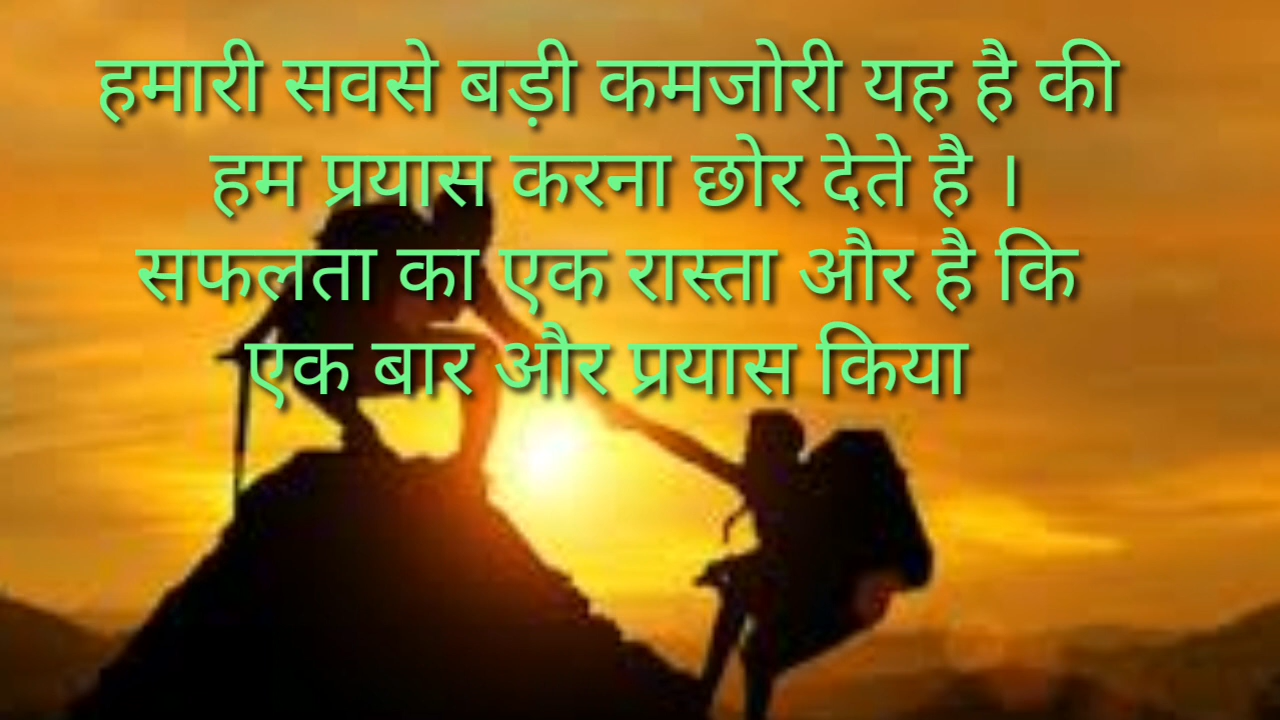 हमारी सवसे बड़ी कमजोरी यह है की
हम प्रयास करना छोर देते है ।
सफलता का एक रास्ता और है कि
एक बार और प्रयास किया